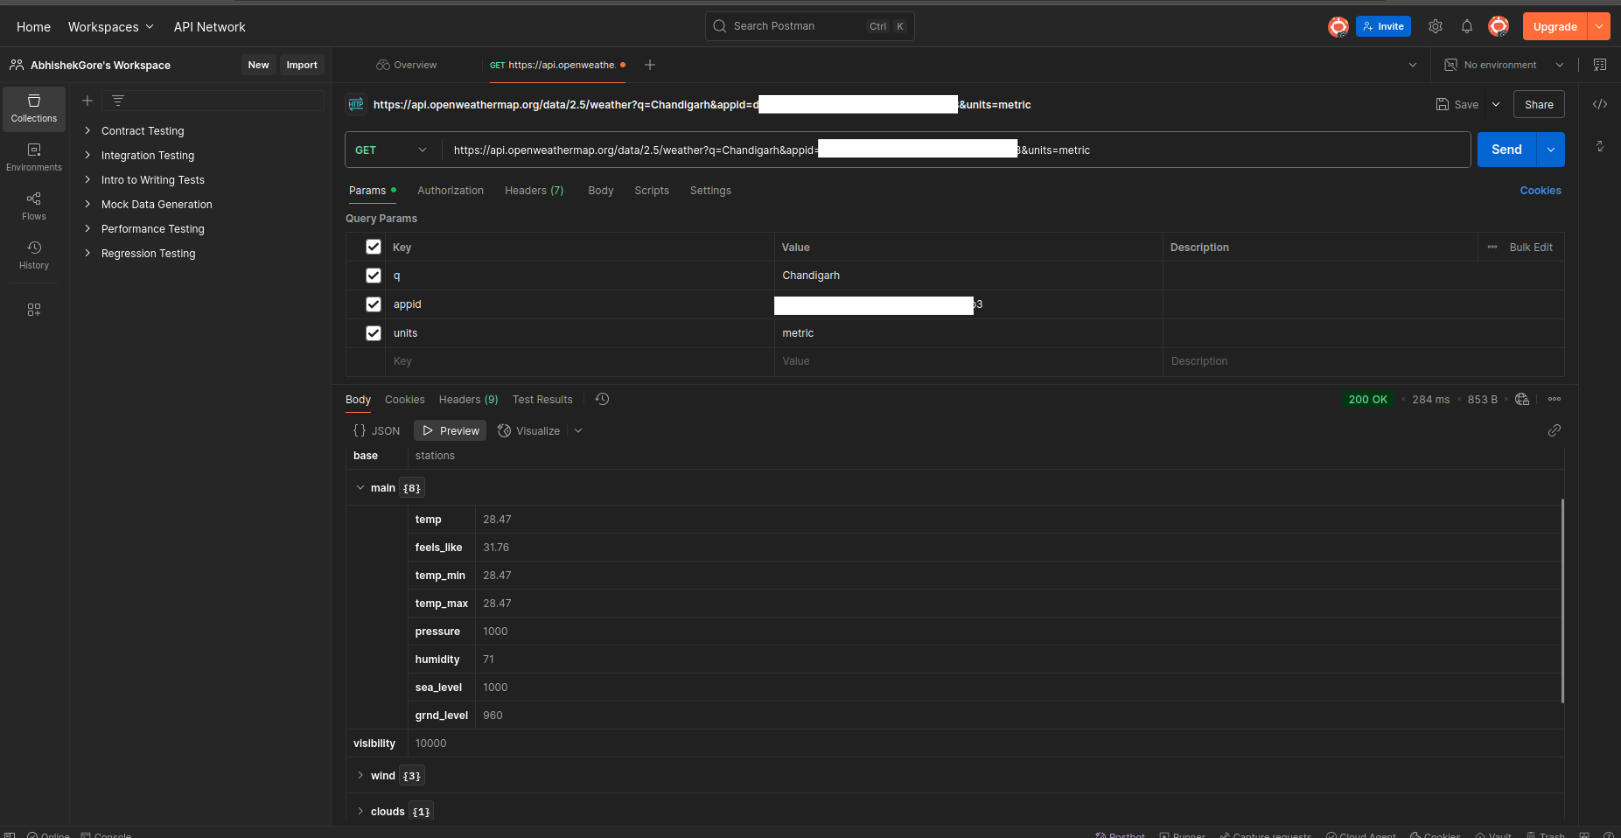 Home Workspaces API Network Search Postman Ctrl K Invite Upgrade
AbhishekGore's Workspace New Import Overview GET https://api.openweathe. No environment
Collections
Environments
Flows
History
Contract Testing
Integration Testing
Intro to Writing Tests
Mock Data Generation
Performance Testing
Regression Testing
HTTP https://api.openweathermap.org/data/2.5/weather?q=Chandigarh&appid=d &units=metric Save Share
GET https://api.openweathermap.org/data/2.5/weather?q=Chandigarh&appid= &units=metric Send
Params Authorization Headers (7) Body Scripts Settings Cookies
Query Params
Key Value Description Bulk Edit
q Chandigarh
appid 3
units metric
Key Value Description
Body Cookies Headers (9) Test Results 200 OK 284 ms 853 B
{} JSON Preview Visualize
base stations
main {8}
temp 28.47
feels_like 31.76
temp_min 28.47
temp_max 28.47
pressure 1000
humidity 71
sea_level 1000
grnd_level 960
visibility 10000
wind {3}
clouds {1}
Online Console Postbot Runner Capture requests Cloud Agent Cookies Vault Trash